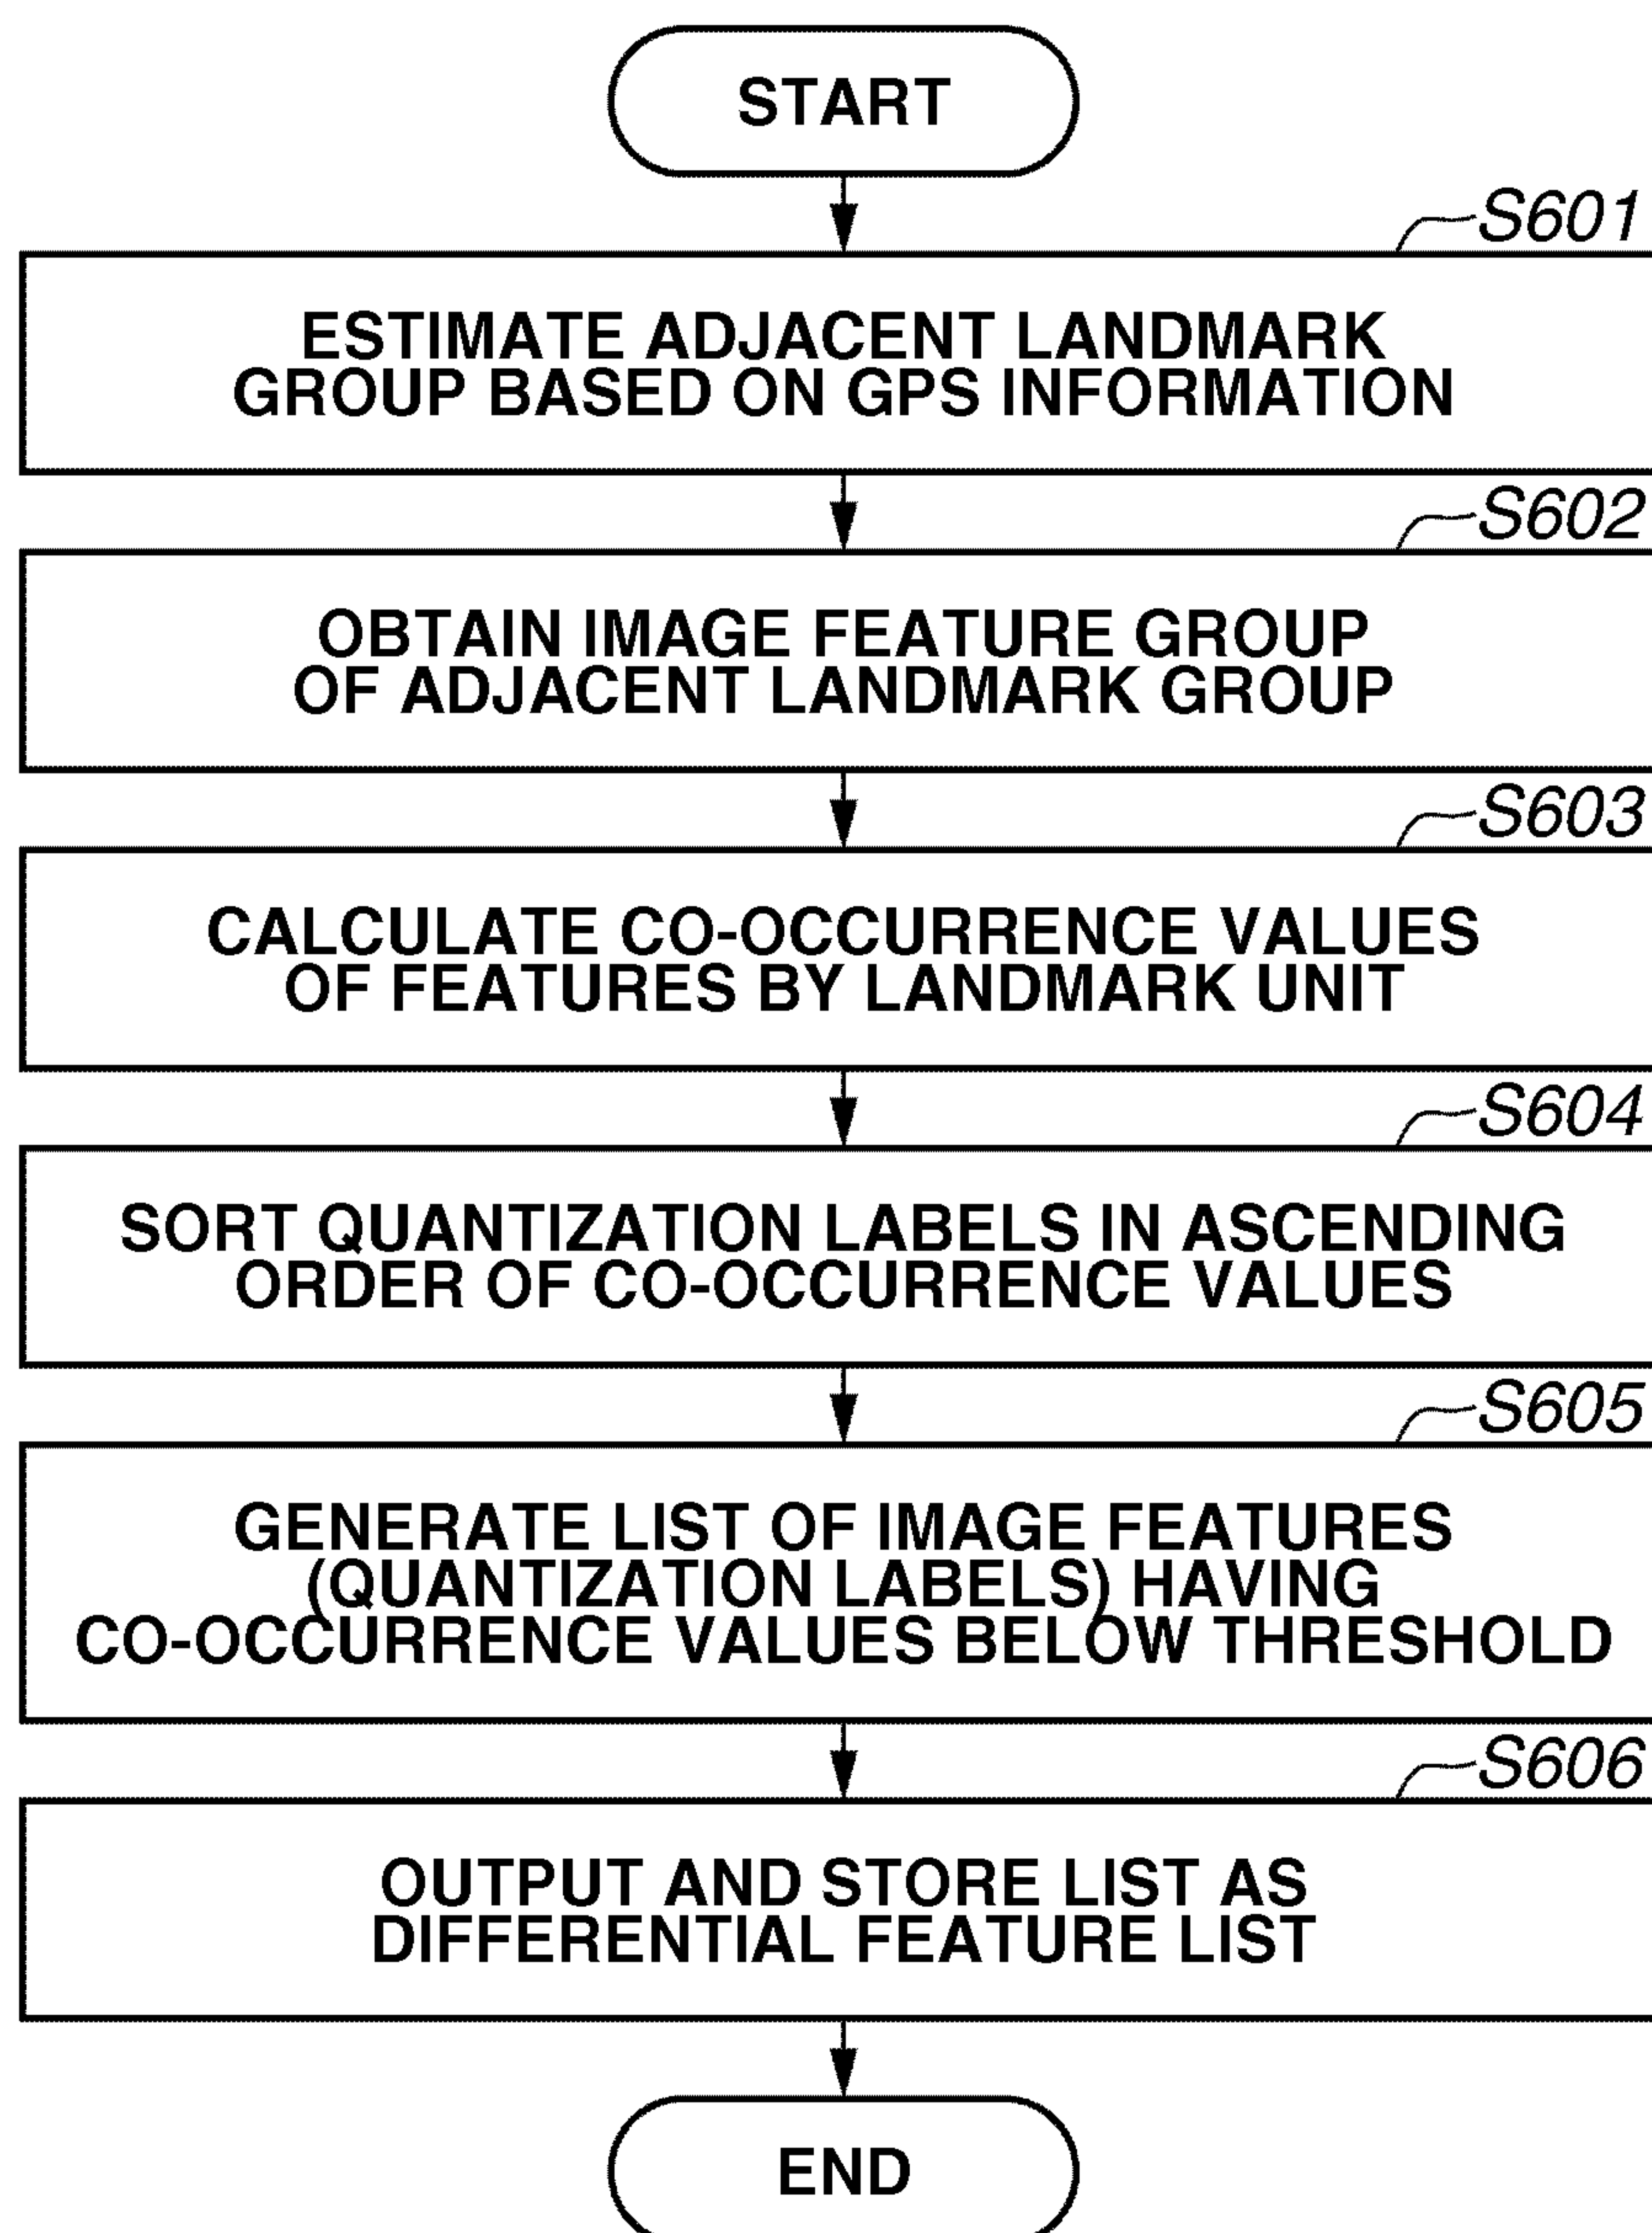 START
S601
ESTIMATE ADJACENT LANDMARK
GROUP BASED ON GPS INFORMATION
S602
OBTAIN IMAGE FEATURE GROUP
OF ADJACENT LANDMARK GROUP
S603
CALCULATE CO-OCCURRENCE VALUES
OF FEATURES BY LANDMARK UNIT
S604
SORT QUANTIZATION LABELS IN ASCENDING
ORDER OF CO-OCCURRENCE VALUES
S605
GENERATE LIST OF IMAGE FEATURES
(QUANTIZATION LABELS) HAVING
CO-OCCURRENCE VALUES BELOW THRESHOLD
S606
OUTPUT AND STORE LIST AS
DIFFERENTIAL FEATURE LIST
END